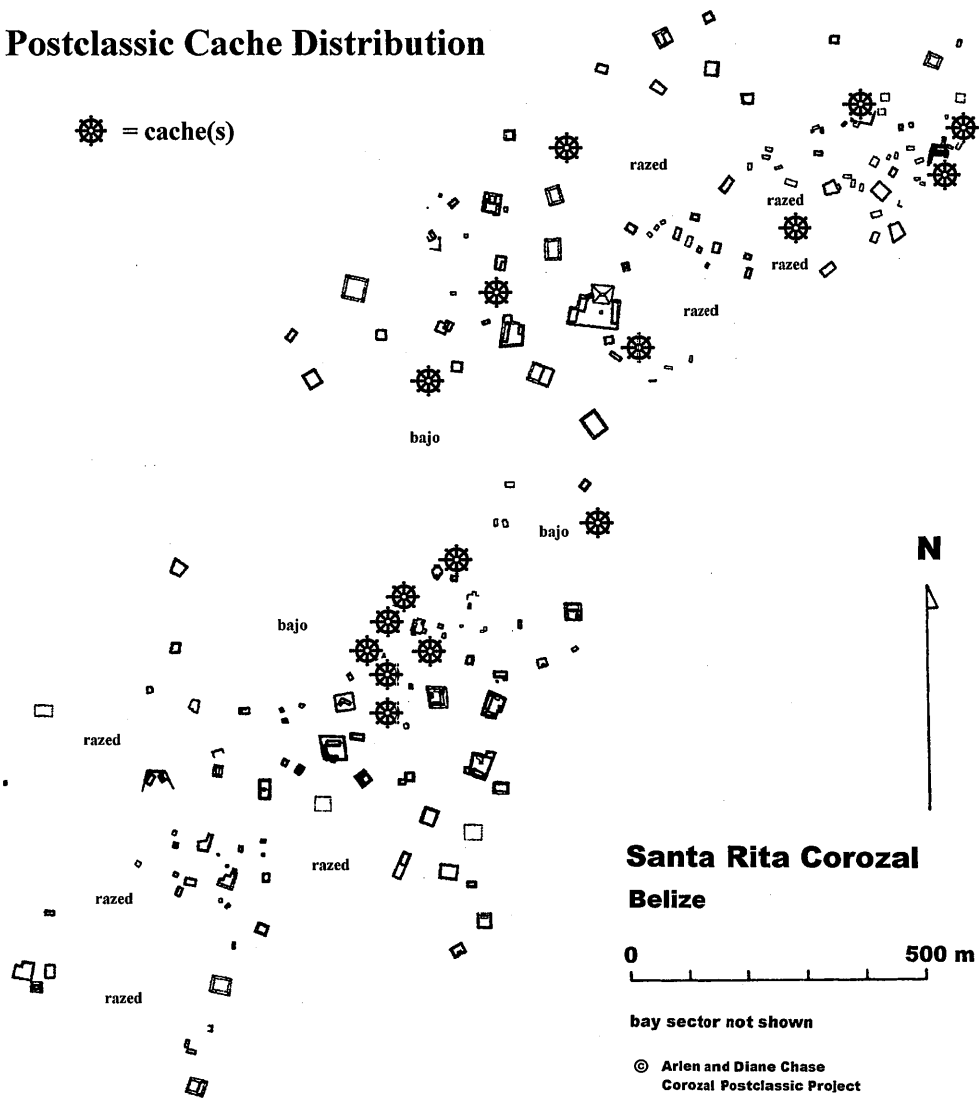 Postclassic Cache Distribution
= cache(s)
razed
razed
razed
razed
bajo
bajo
N
bajo
razed
Santa Rita Corozal
razed
Belize
razed
0 500 m
razed
bay sector not shown
© Arlen and Diane Chase
Corozal Postclassic Project